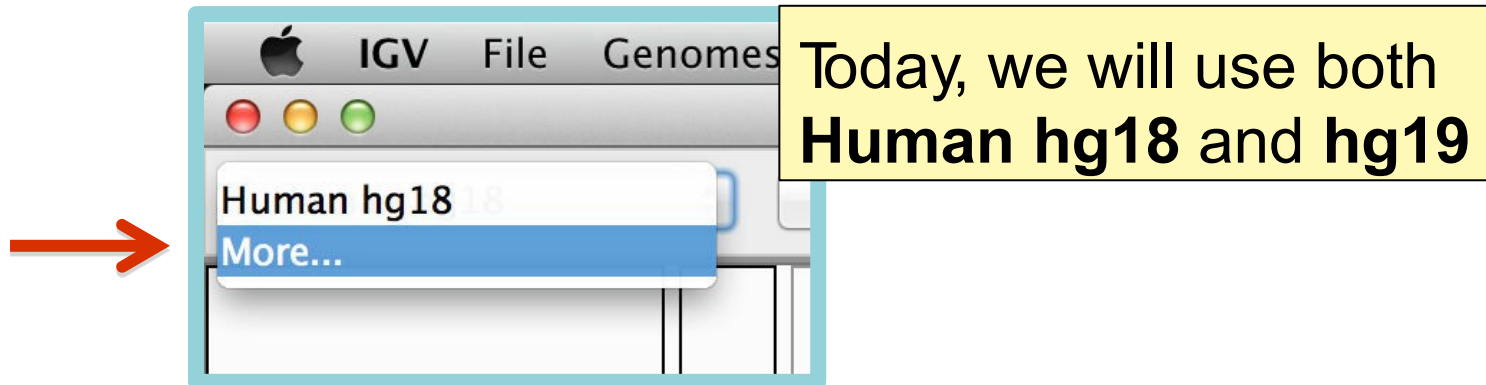 IGV File Genomes
Today, we will use both
Human hg18 and hg19
Human hg18
More...